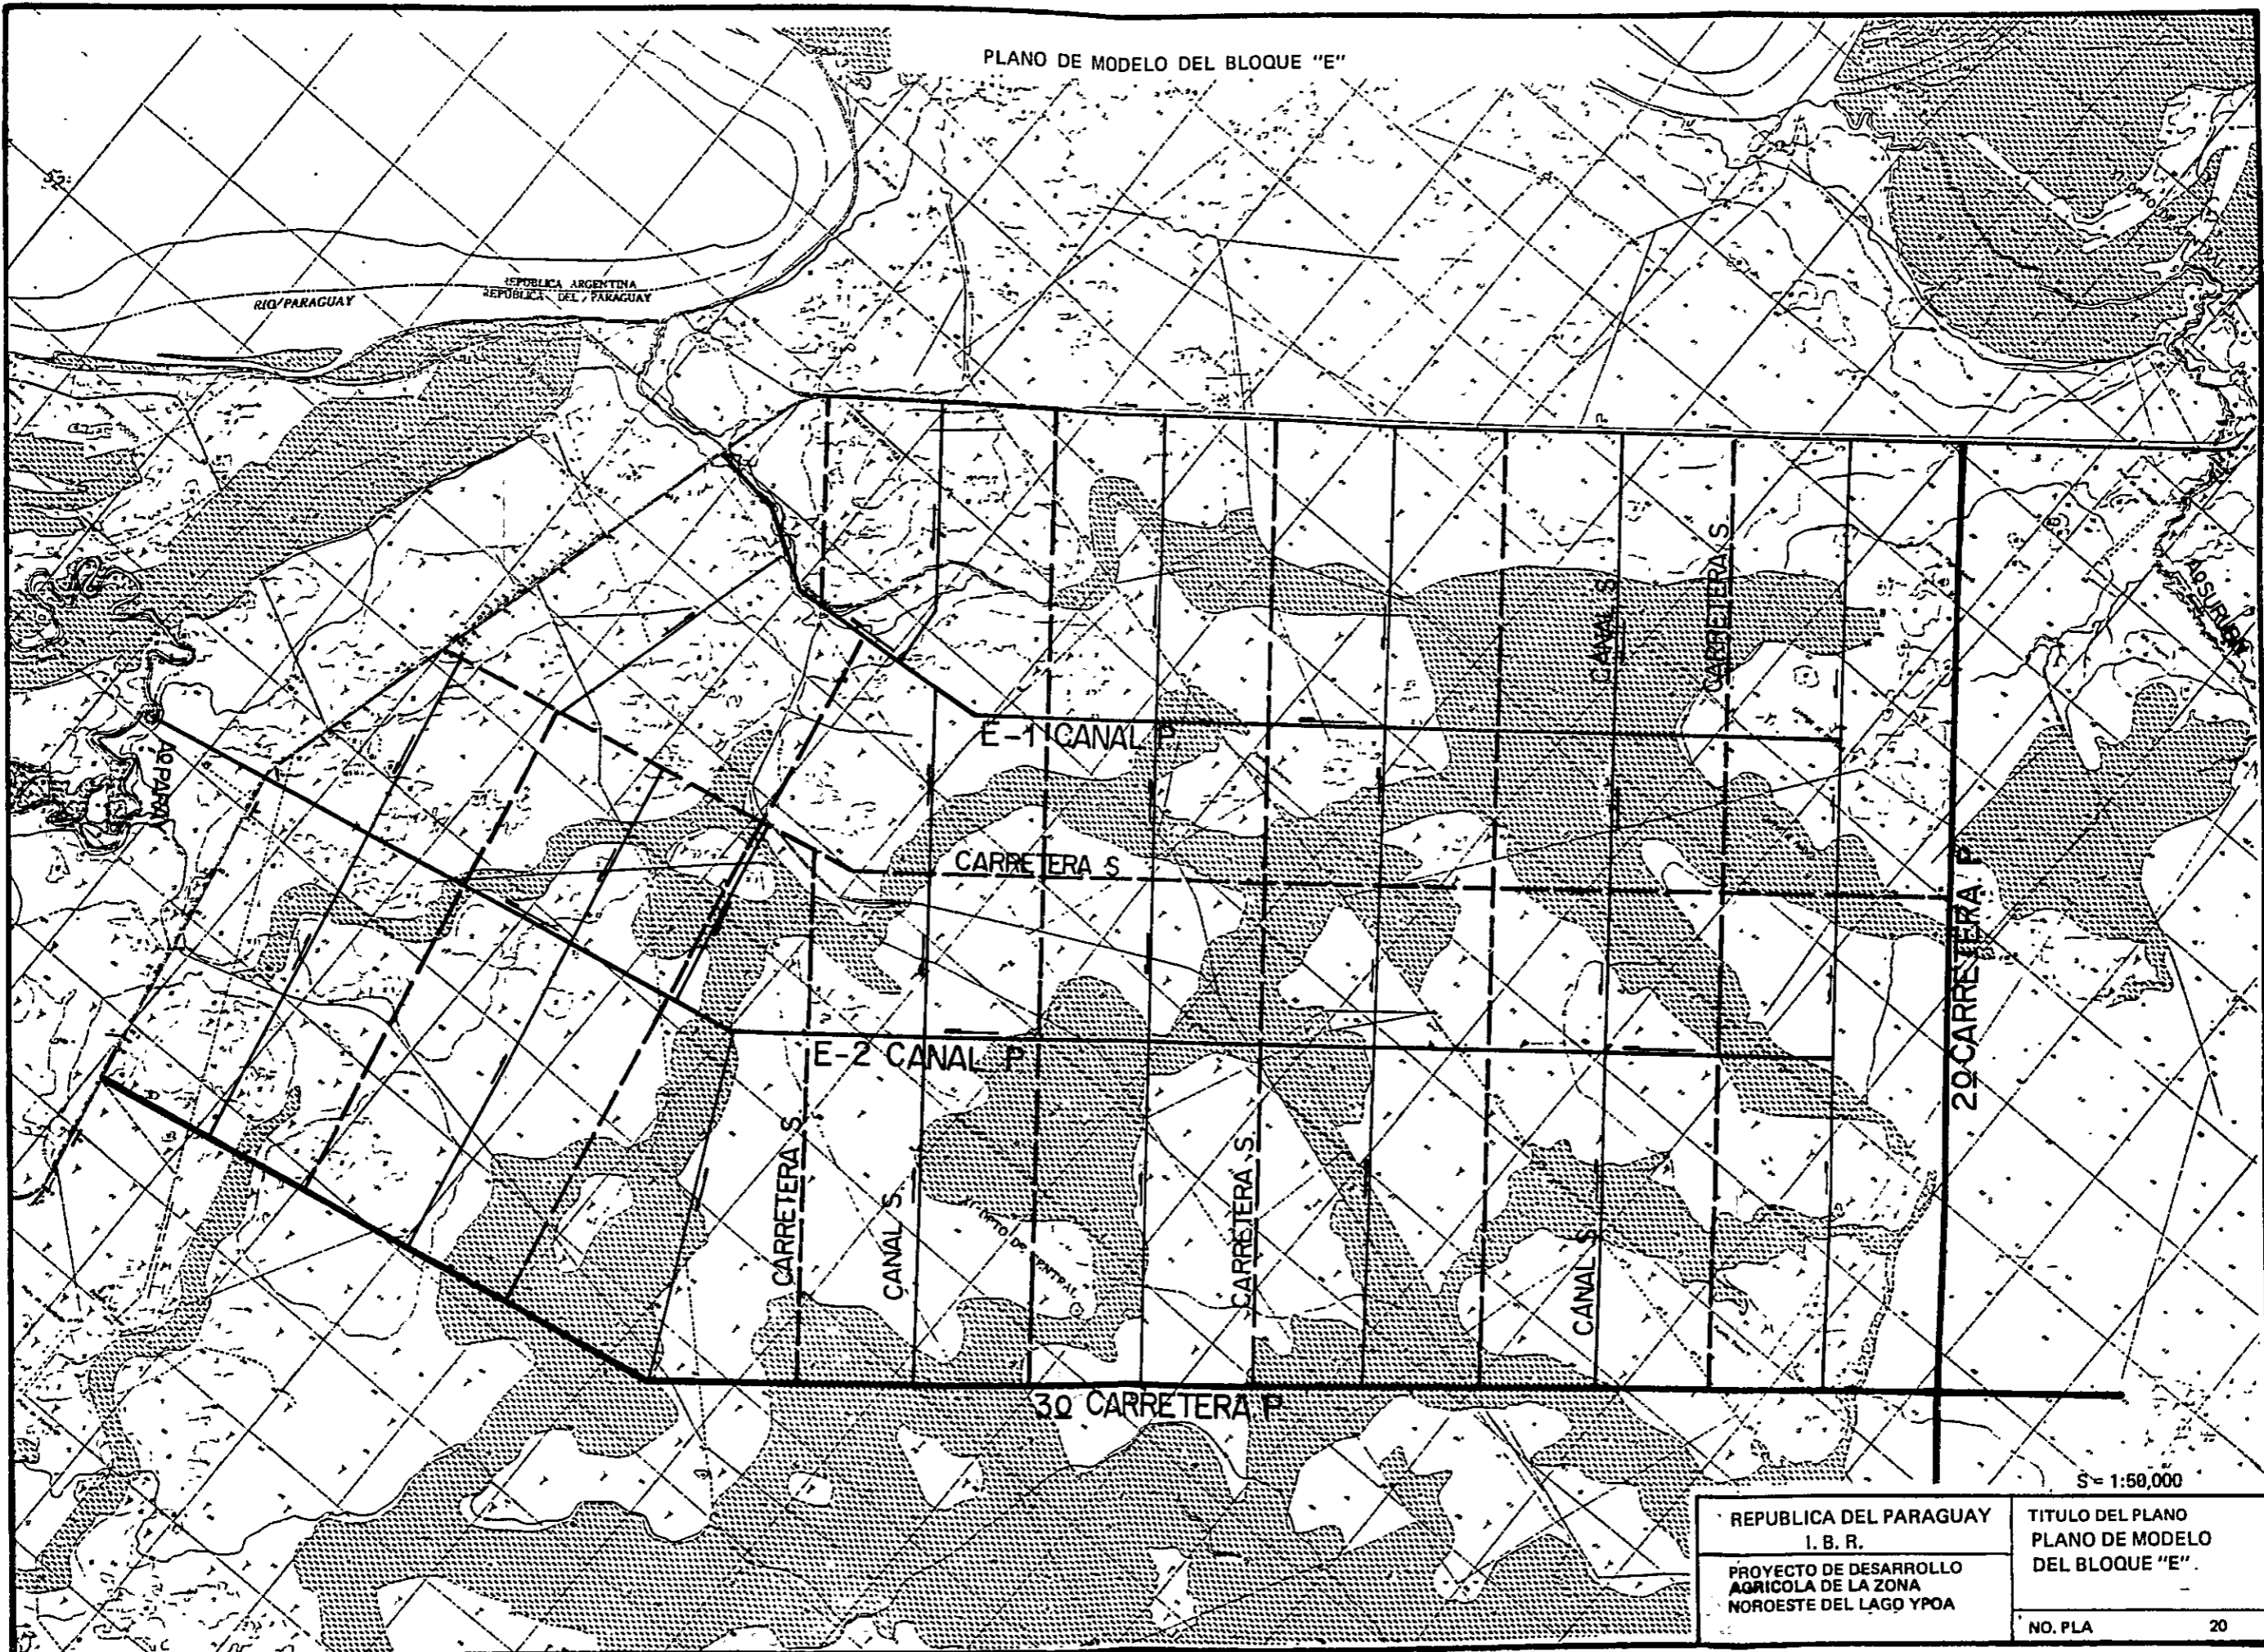 PLANO DE MODELO DEL BLOQUE "E"
REPUBLICA ARGENTINA
REPUBLICA DEL PARAGUAY
RIO PARAGUAY
CANAL S
CARRETERA S
E-1 CANAL P
CARRETERA S
2º CARRETERA P
E-2 CANAL P
CARRETERA S
CANAL S
CARRETERA S
CANAL S
3º CARRETERA P
AºPARAY
S = 1:50,000
REPUBLICA DEL PARAGUAY
I. B. R.
PROYECTO DE DESARROLLO
AGRICOLA DE LA ZONA
NOROESTE DEL LAGO YPOA
TITULO DEL PLANO
PLANO DE MODELO
DEL BLOQUE "E".
NO. PLA 20